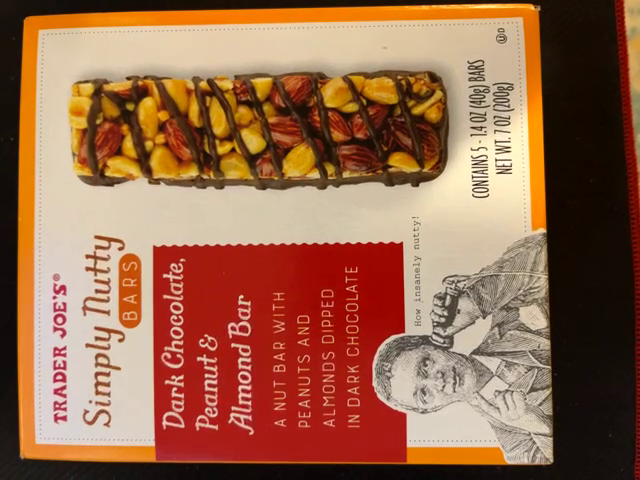 TRADER JOE'S®
Simply Nutty
BARS
Dark Chocolate,
Peanut &
Almond Bar
A NUT BAR WITH
PEANUTS AND
ALMONDS DIPPED
IN DARK CHOCOLATE
How insanely nutty!
CONTAINS 5 - 1.4 OZ (40g) BARS
NET WT. 7 OZ (200g)
U D